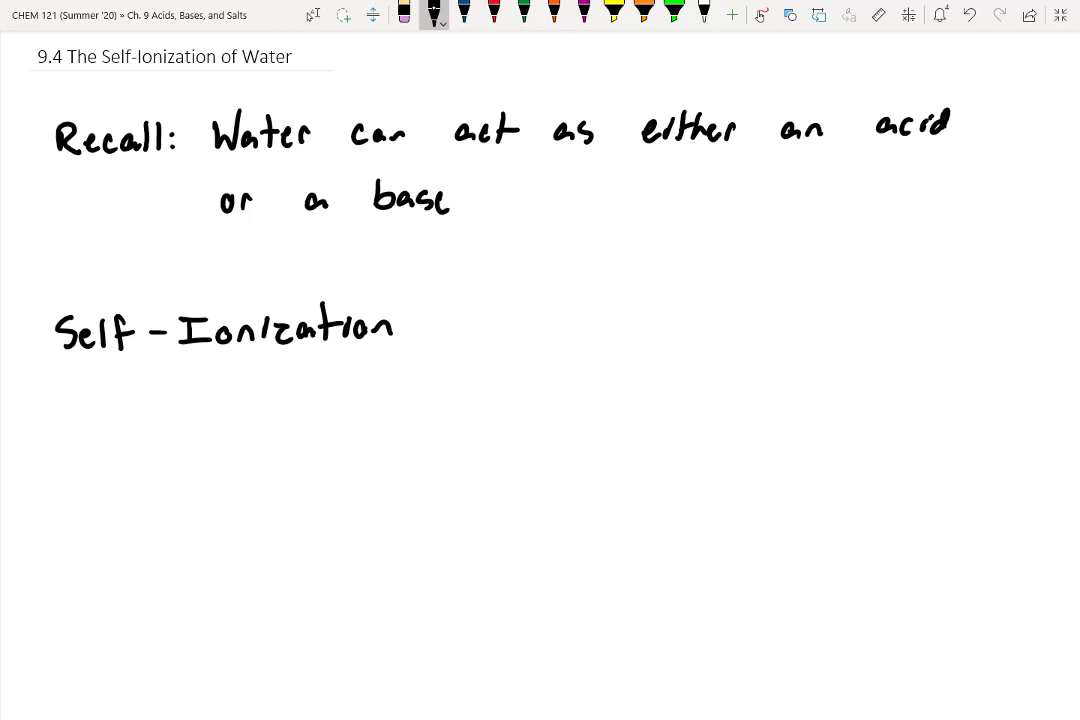 CHEM 121 (Summer '20) » Ch. 9 Acids, Bases, and Salts
9.4 The Self-Ionization of Water
Recall: Water can act as either an acid
or a base
Self-Ionization